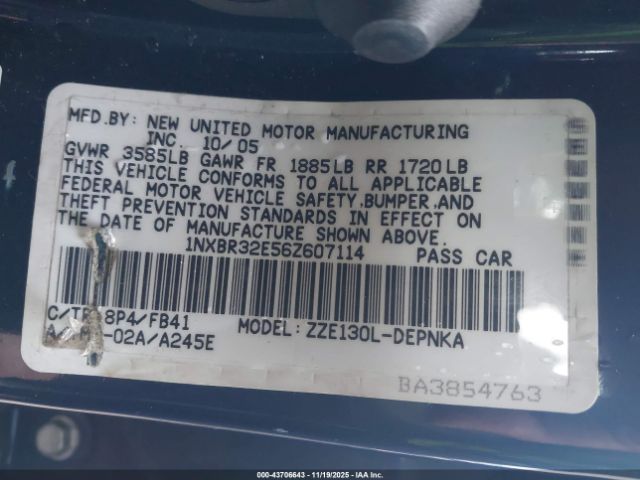 MFD.BY: NEW UNITED MOTOR MANUFACTURING
INC. 10/05
GVWR 3585LB GAWR FR 1885LB RR 1720LB
THIS VEHICLE CONFORMS TO ALL APPLICABLE
FEDERAL MOTOR VEHICLE SAFETY,BUMPER,AND
THEFT PREVENTION STANDARDS IN EFFECT ON
THE DATE OF MANUFACTURE SHOWN ABOVE.
1NXBR32E56Z607114 PASS CAR
8P4/FB41 MODEL: ZZE130L-DEPNKA
-02A/A245E
BA3854763
000-43706643 - 11/19/2025 - IAA Inc.